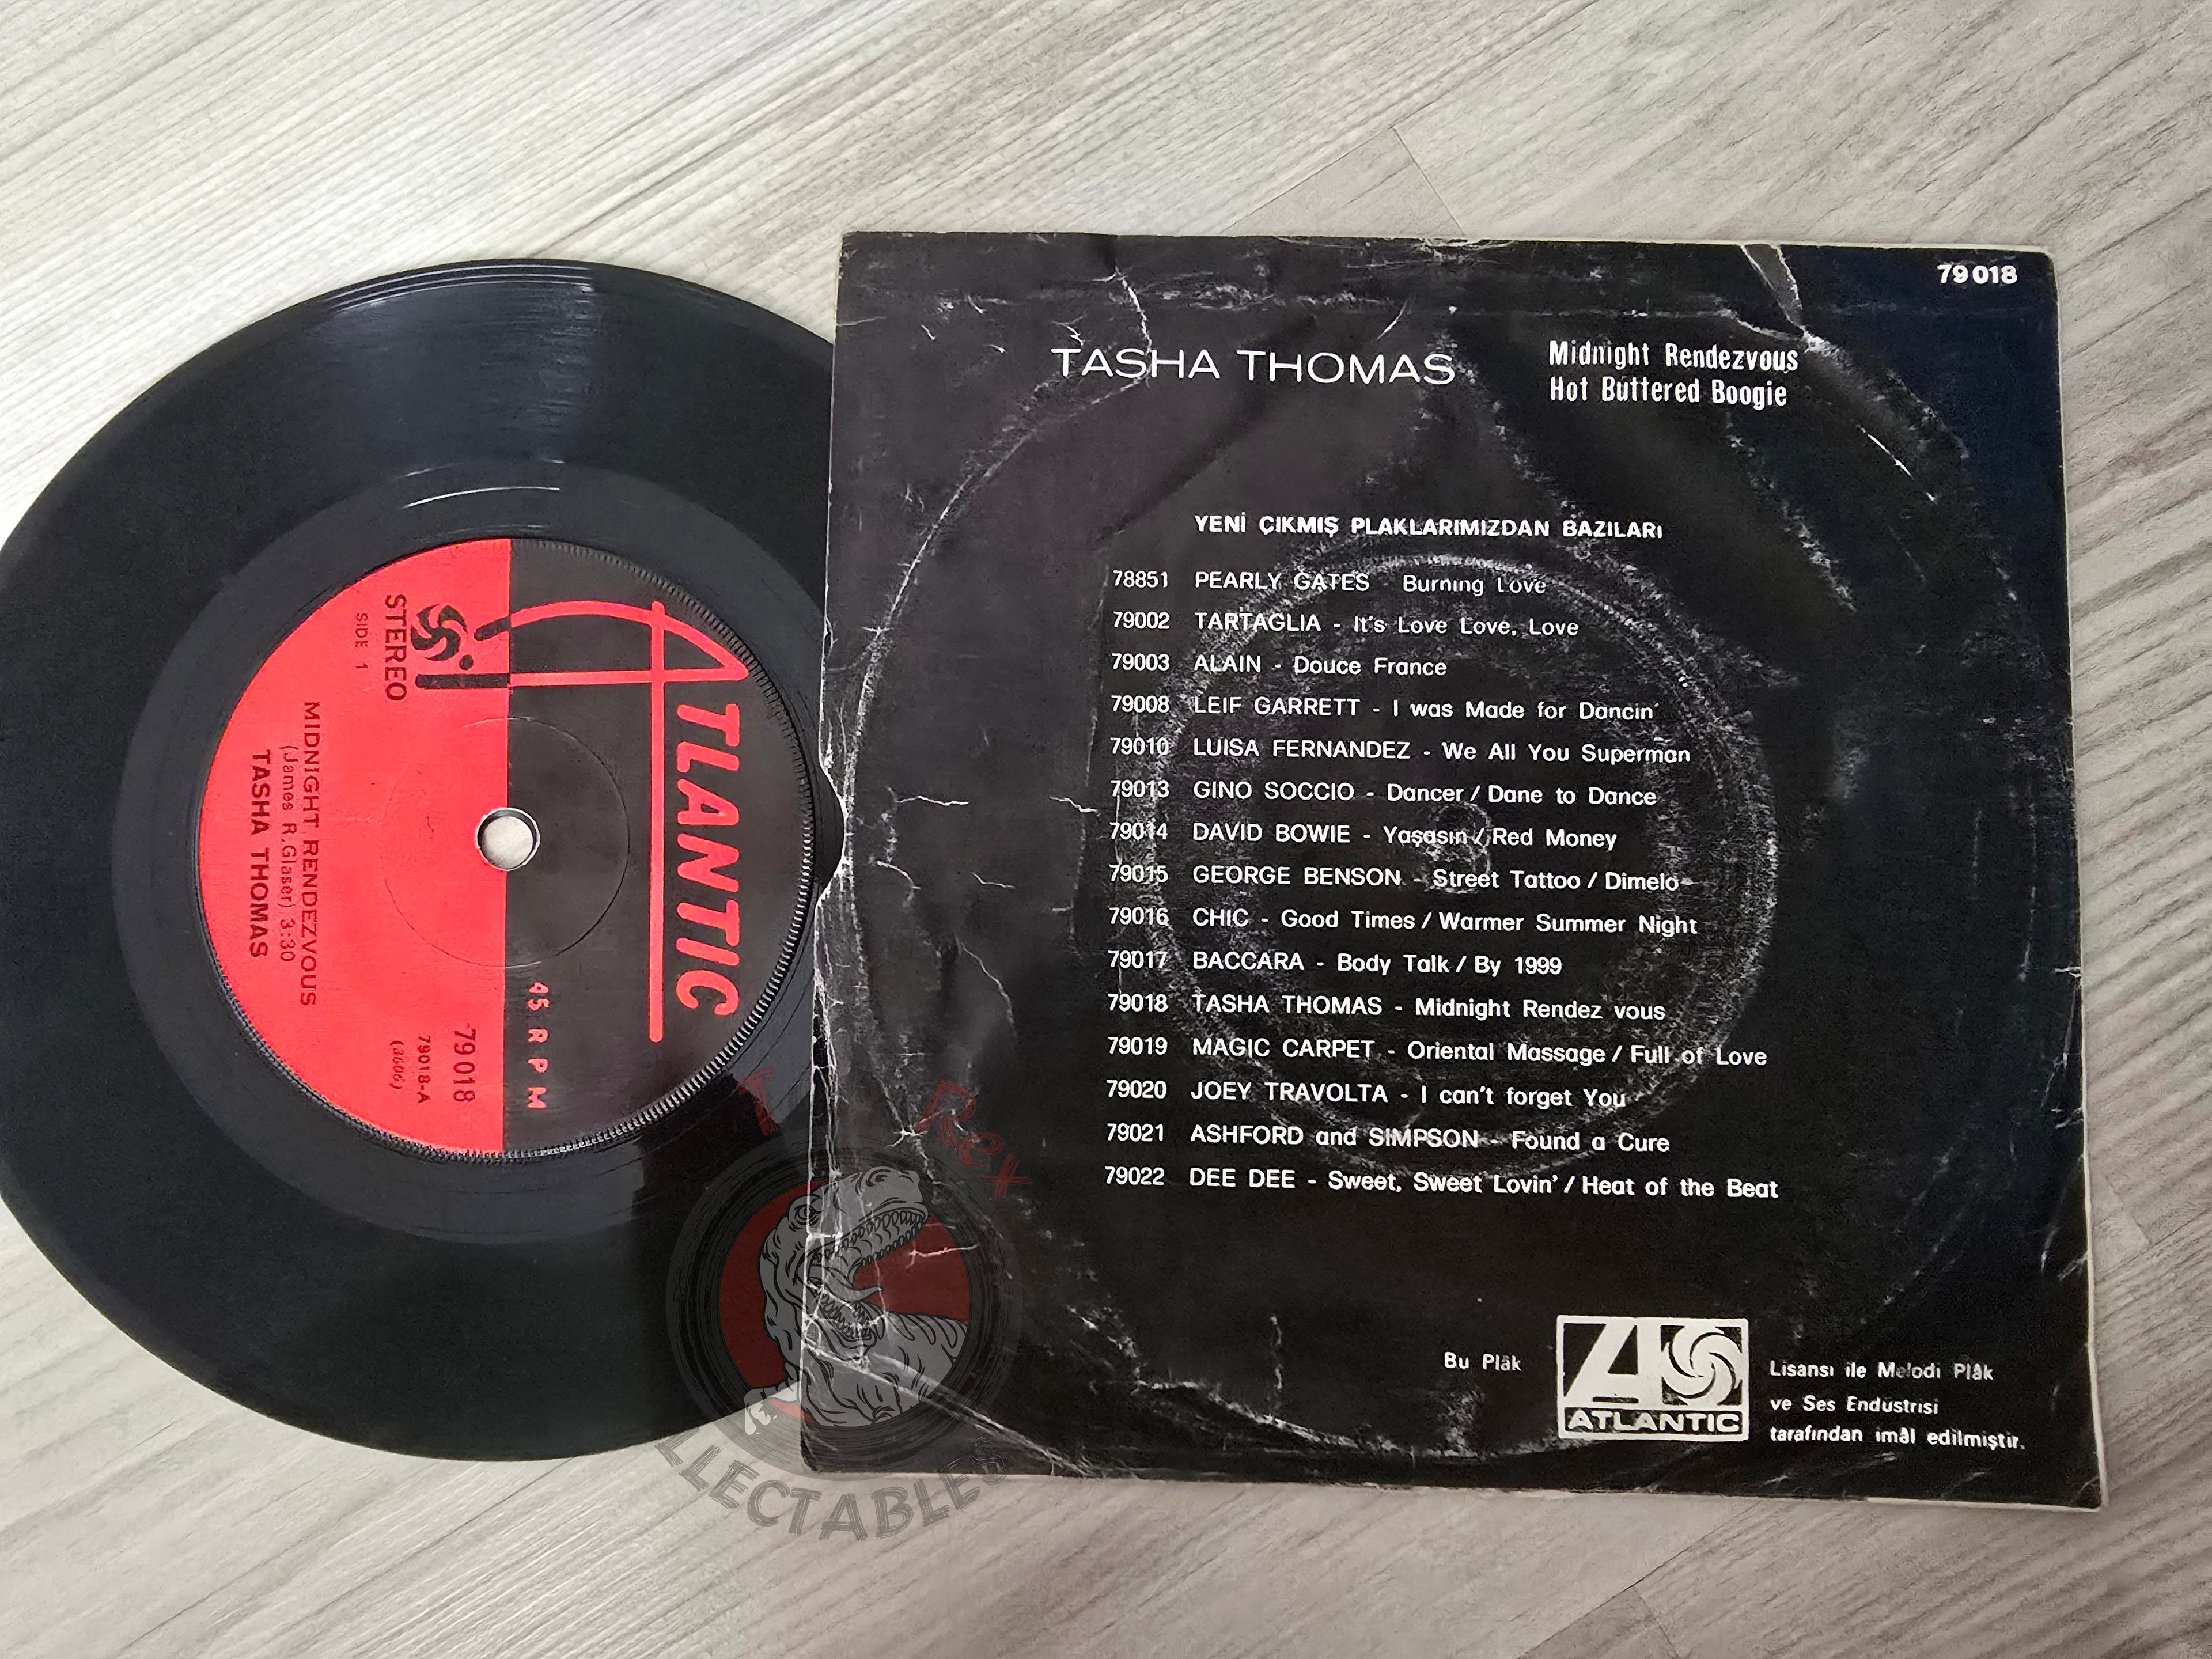 79018
TASHA THOMAS
Midnight Rendezvous
Hot Buttered Boogie
YENİ ÇIKMIŞ PLAKLARIMIZDAN BAZILARI
78851 PEARLY GATES Burning Love
79002 TARTAGLIA - It's Love Love, Love
79003 ALAIN - Douce France
79008 LEIF GARRETT - I was Made for Dancin'
79010 LUISA FERNANDEZ - We All You Superman
79013 GINO SOCCIO - Dancer / Dane to Dance
79014 DAVID BOWIE - Yaşasın / Red Money
79015 GEORGE BENSON - Street Tattoo / Dimelo
79016 CHIC - Good Times / Warmer Summer Night
79017 BACCARA - Body Talk / By 1999
79018 TASHA THOMAS - Midnight Rendez vous
79019 MAGIC CARPET - Oriental Massage / Full of Love
79020 JOEY TRAVOLTA - I can't forget You
79021 ASHFORD and SIMPSON - Found a Cure
79022 DEE DEE - Sweet, Sweet Lovin' / Heat of the Beat
Bu Plâk
ATLANTIC
Lisansı ile Melodi Plâk
ve Ses Endüstrisi
tarafından imâl edilmiştir.
ATLANTIC
45 RPM
STEREO
SIDE 1
79018
79018-A
(3606)
MIDNIGHT RENDEZVOUS
(James R.Glaser) 3:30
TASHA THOMAS
T Rex
LLECTABLES